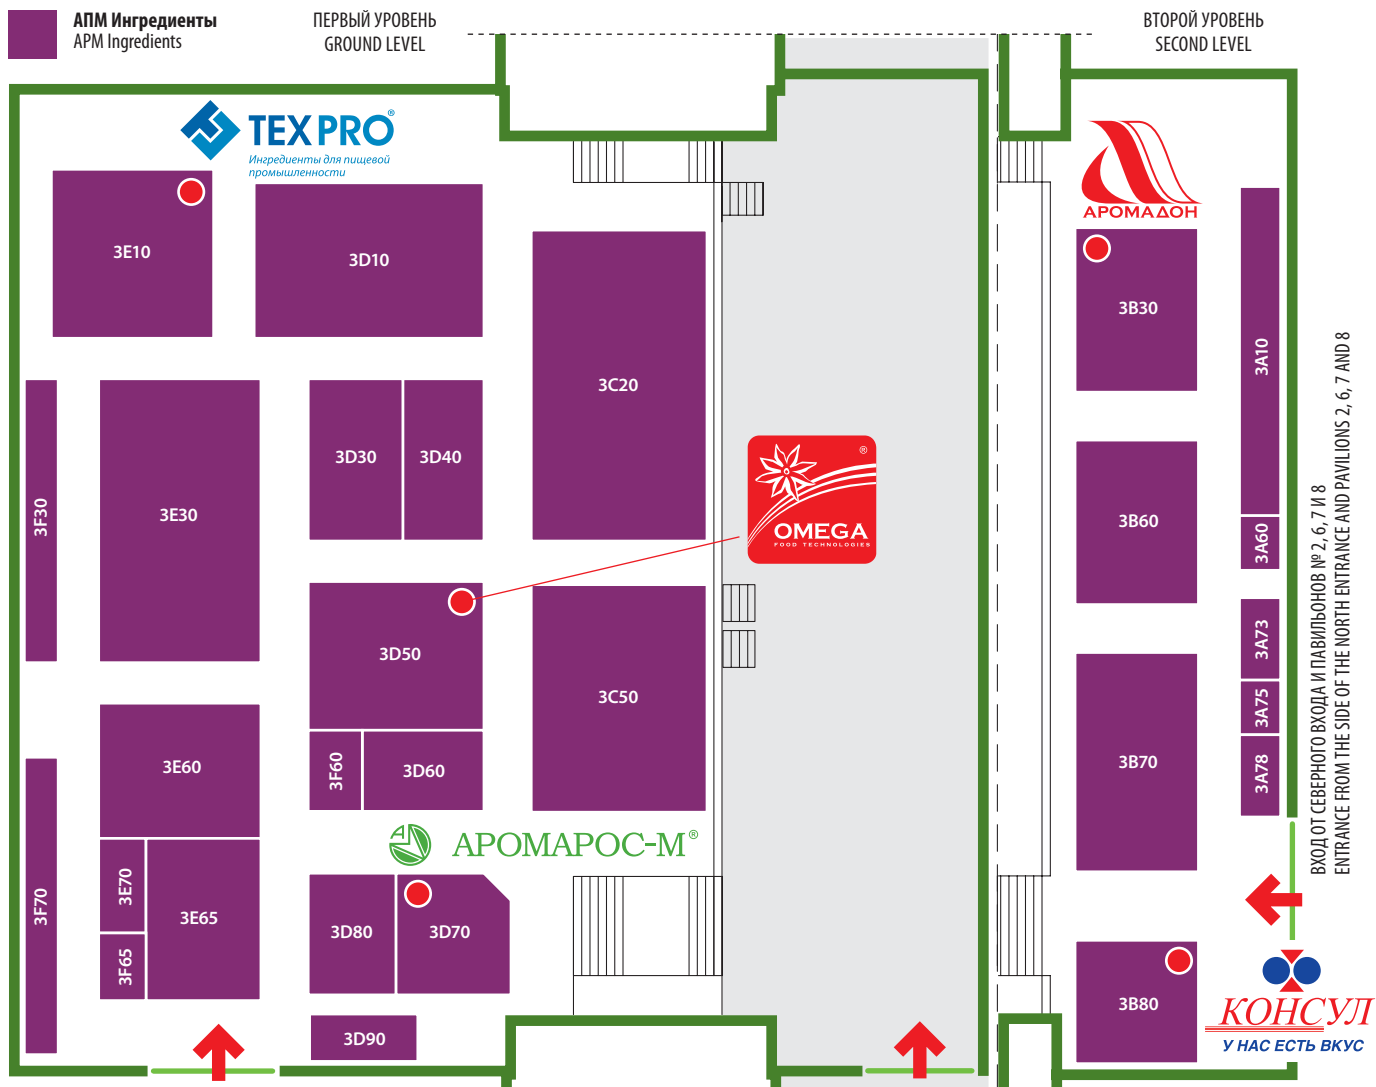 АПМ Ингредиенты
APM Ingredients
ПЕРВЫЙ УРОВЕНЬ
GROUND LEVEL
ВТОРОЙ УРОВЕНЬ
SECOND LEVEL
TEXPRO®
Ингредиенты для пищевой
промышленности
АРОМАДОН
3E10
3D10
3C20
3B30
3A10
3F30
3E30
3D30
3D40
®
OMEGA
FOOD TECHNOLOGIES
3B60
3A60
3D50
3C50
3A73
3A75
3A78
3B70
3E60
3F60
3D60
АРОМАРОС-М®
3F70
3E70
3E65
3F65
3D80
3D70
3D90
3B80
ВХОД ОТ СЕВЕРНОГО ВХОДА И ПАВИЛЬОНОВ № 2, 6, 7 И 8
ENTRANCE FROM THE SIDE OF THE NORTH ENTRANCE AND PAVILIONS 2, 6, 7 AND 8
КОНСУЛ
У НАС ЕСТЬ ВКУС